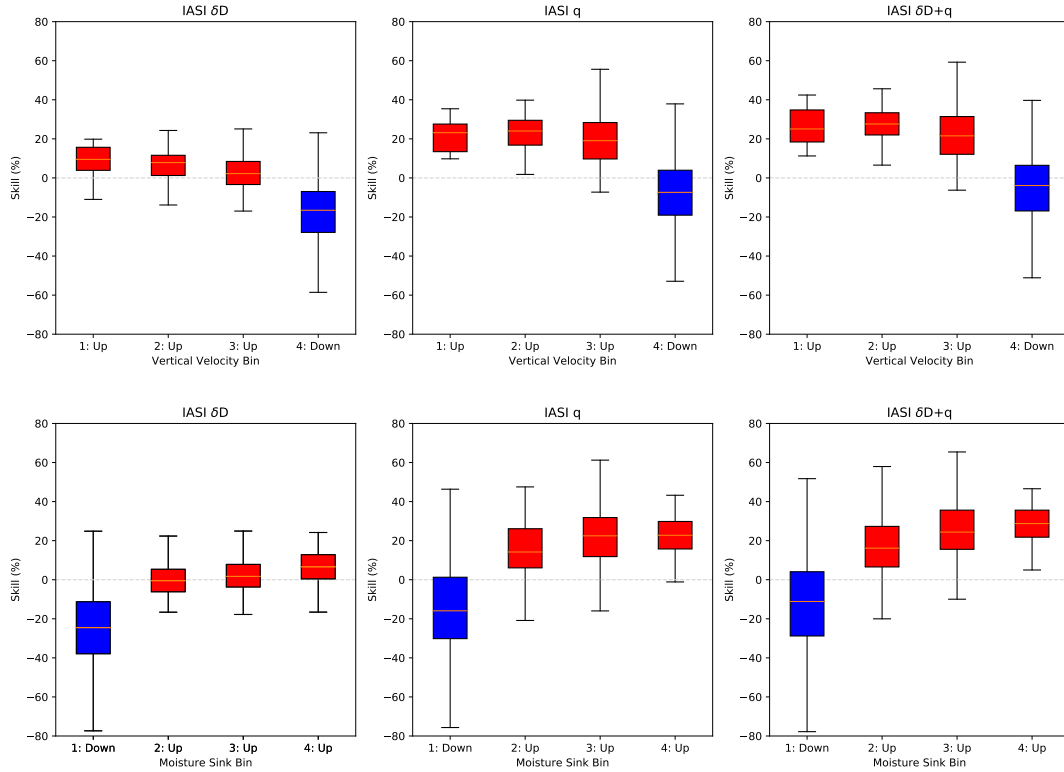 IASI δD
IASI q
IASI δD+q
80
60
40
20
0
−20
−40
−60
−80
Skill (%)
1: Up
2: Up
3: Up
4: Down
Vertical Velocity Bin
80
60
40
20
0
−20
−40
−60
−80
Skill (%)
1: Up
2: Up
3: Up
4: Down
Vertical Velocity Bin
80
60
40
20
0
−20
−40
−60
−80
Skill (%)
1: Up
2: Up
3: Up
4: Down
Vertical Velocity Bin
IASI δD
IASI q
IASI δD+q
80
60
40
20
0
−20
−40
−60
−80
Skill (%)
1: Down
2: Up
3: Up
4: Up
Moisture Sink Bin
80
60
40
20
0
−20
−40
−60
−80
Skill (%)
1: Down
2: Up
3: Up
4: Up
Moisture Sink Bin
80
60
40
20
0
−20
−40
−60
−80
Skill (%)
1: Down
2: Up
3: Up
4: Up
Moisture Sink Bin